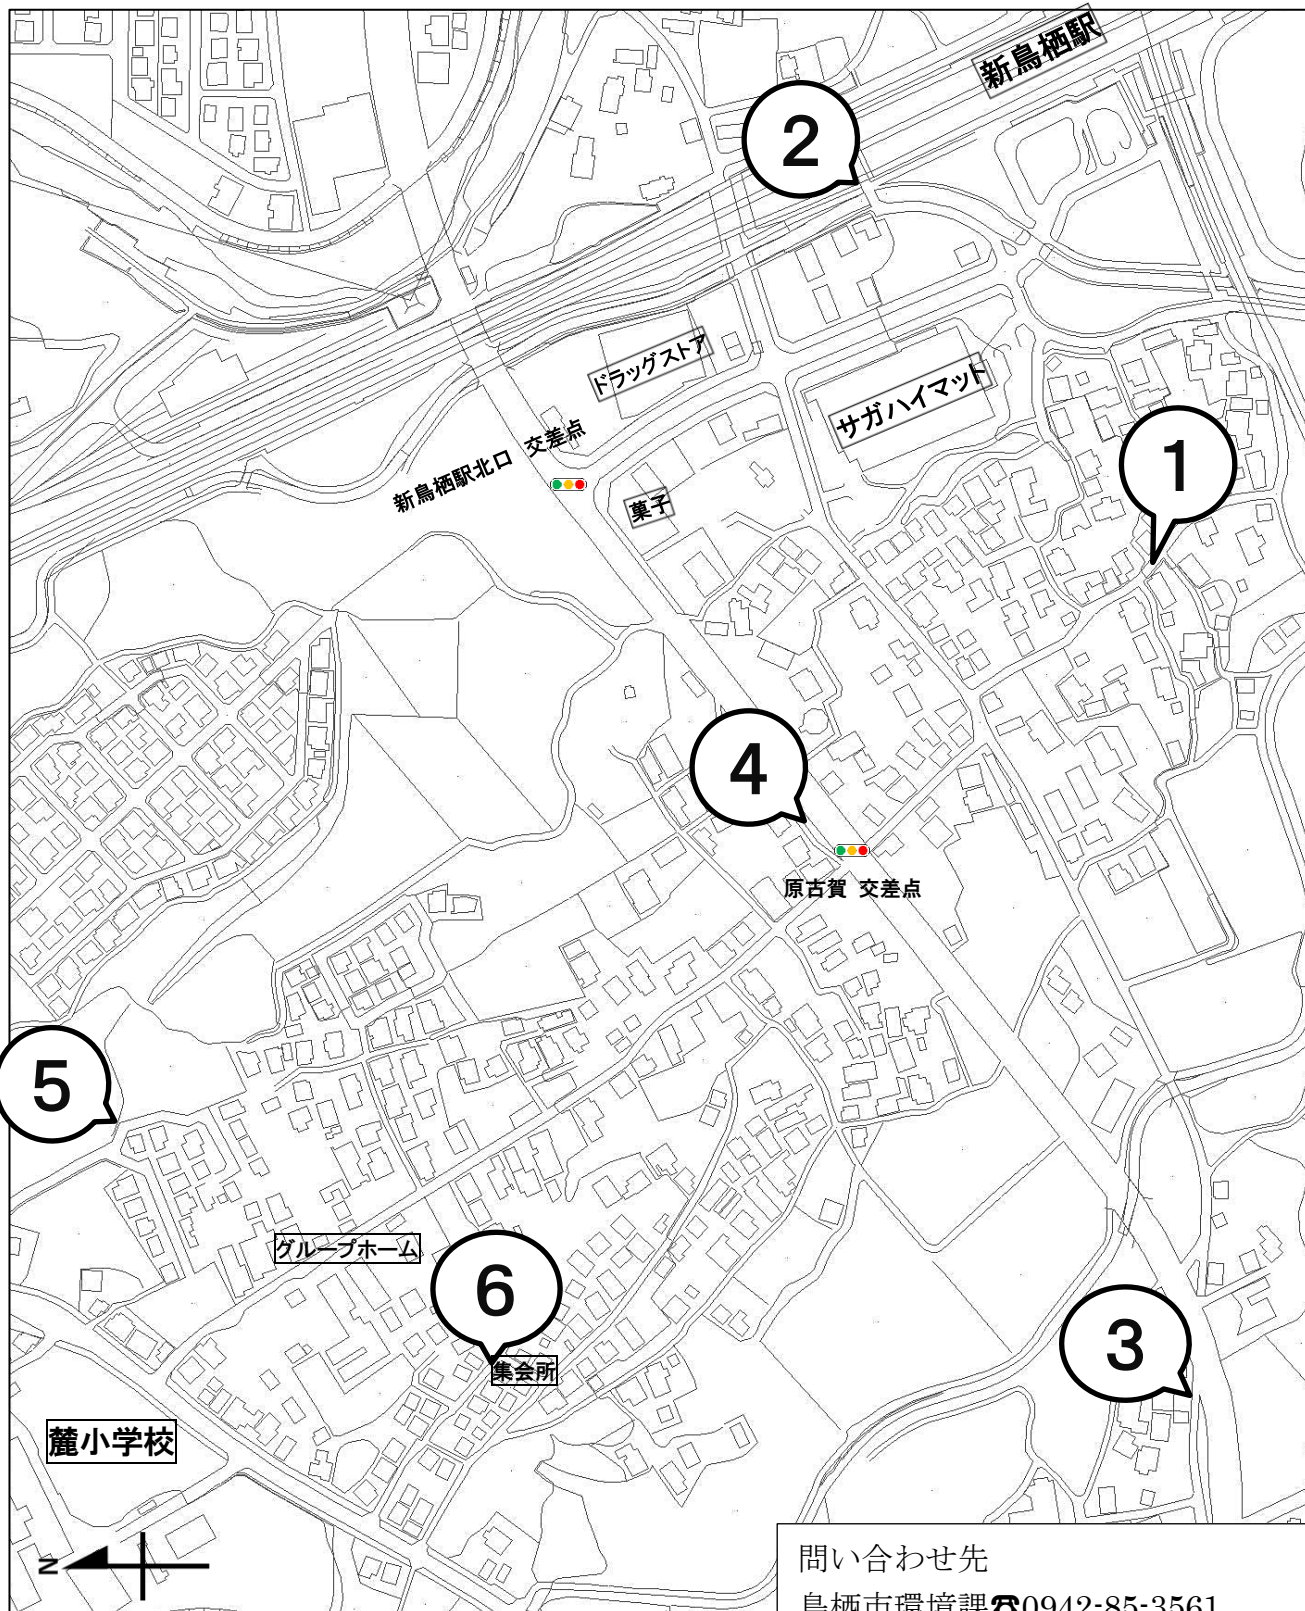 新鳥栖駅
2
ドラッグストア
サガハイマット
新鳥栖駅北口 交差点
菓子
1
4
原古賀 交差点
5
グループホーム
6
集会所
3
麓小学校
N
問い合わせ先
鳥栖市環境課☎0942-85-3561